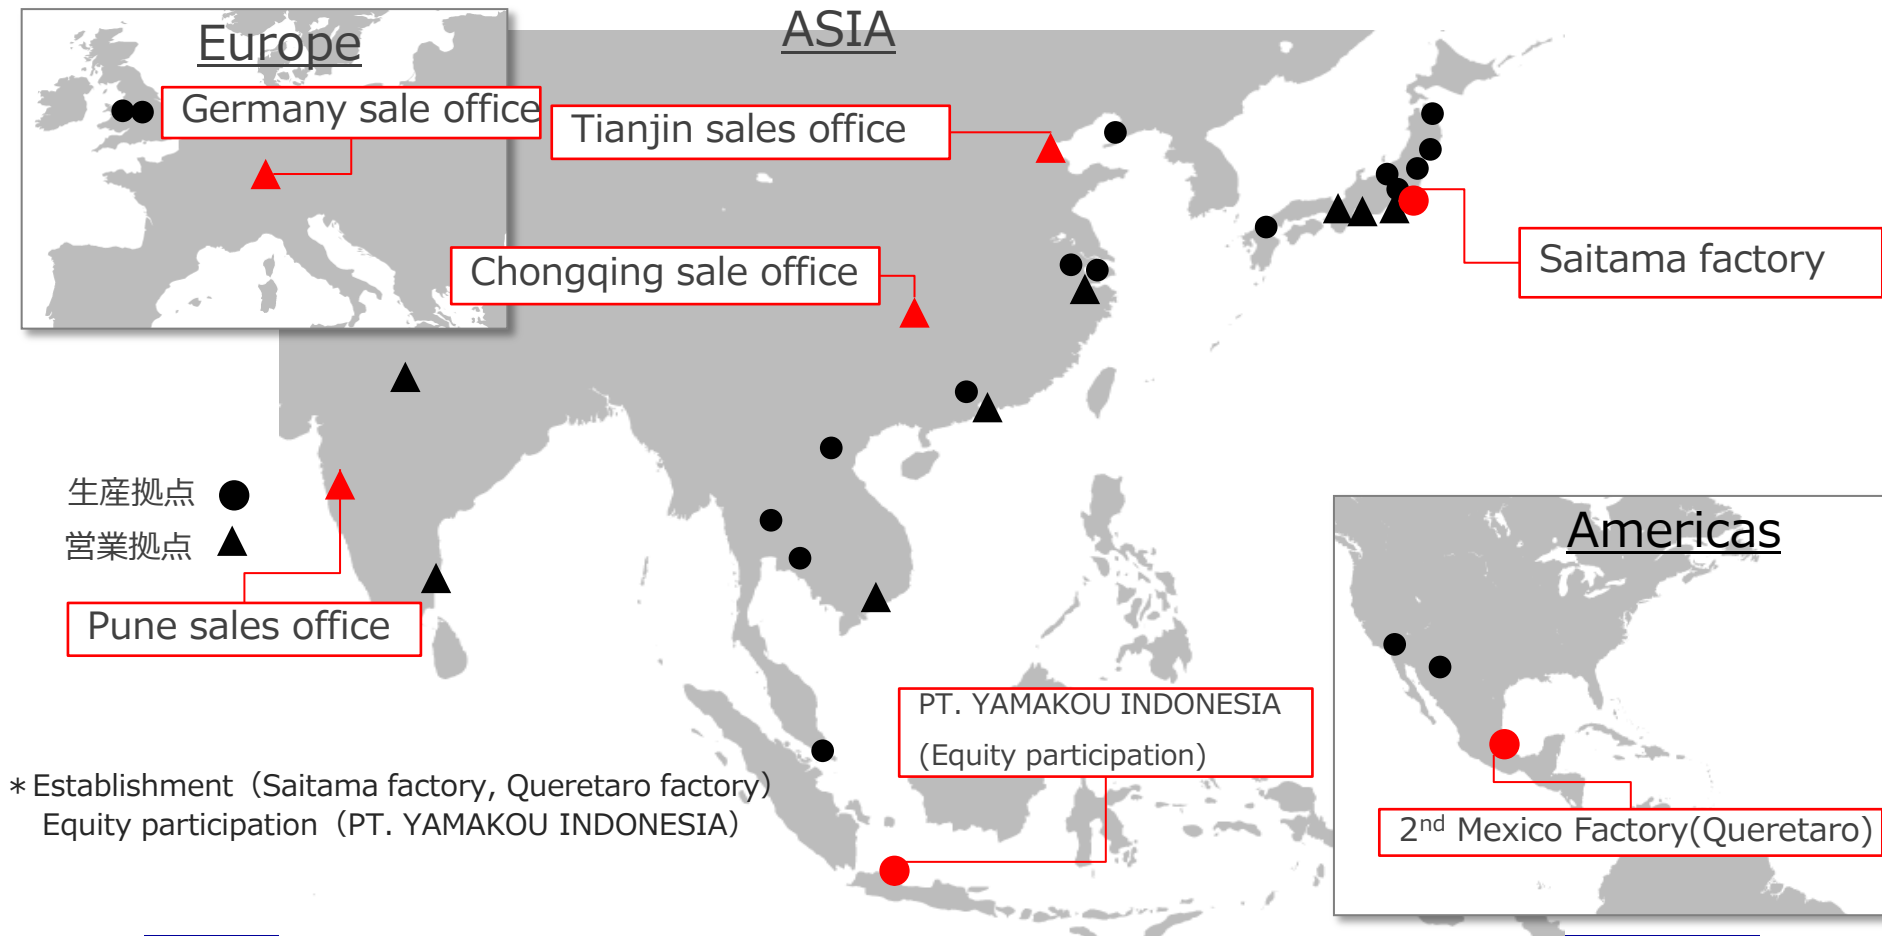 Europe
ASIA
Germany sale office
Tianjin sales office
Chongqing sale office
Saitama factory
生産拠点
営業拠点
Pune sales office
Americas
PT. YAMAKOU INDONESIA
(Equity participation)
2nd Mexico Factory(Queretaro)
＊Establishment（Saitama factory, Queretaro factory）
Equity participation（PT. YAMAKOU INDONESIA）